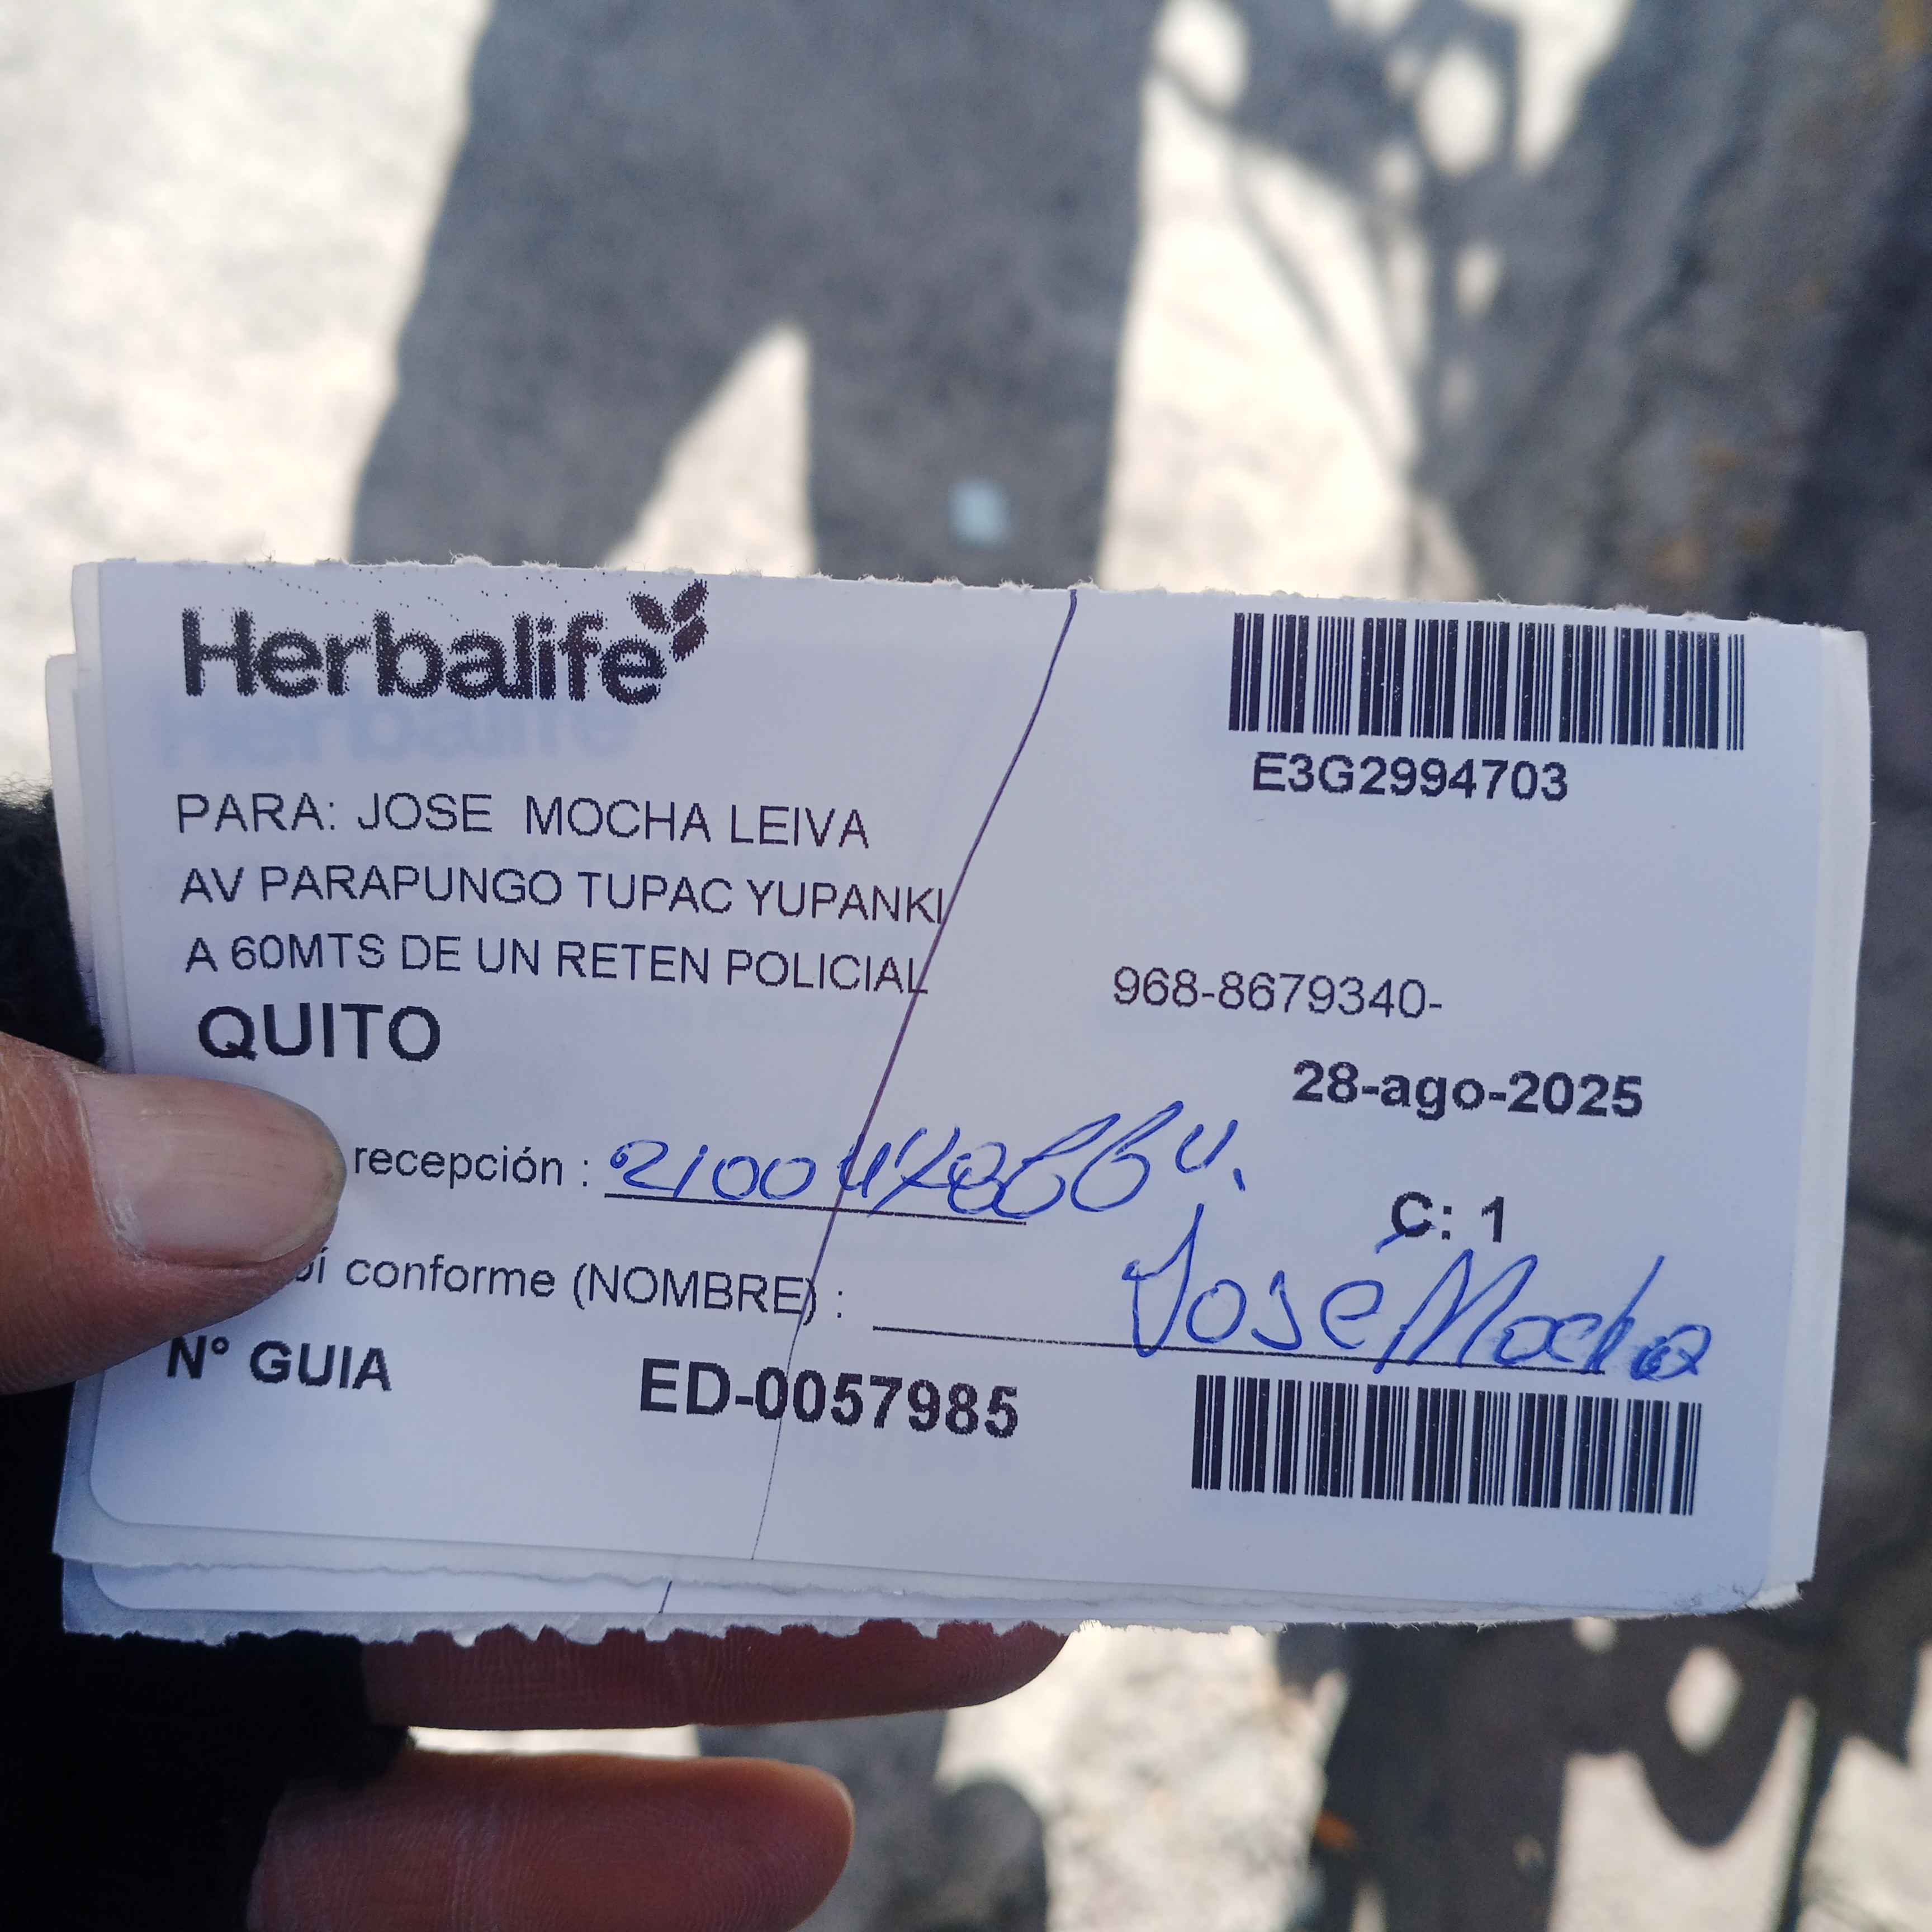 Herbalife
E3G2994703
PARA: JOSE MOCHA LEIVA
AV PARAPUNGO TUPAC YUPANKI
A 60MTS DE UN RETEN POLICIAL
968-8679340-
QUITO
28-ago-2025
recepción :
C: 1
conforme (NOMBRE) : José Mocha
N° GUIA ED-0057985